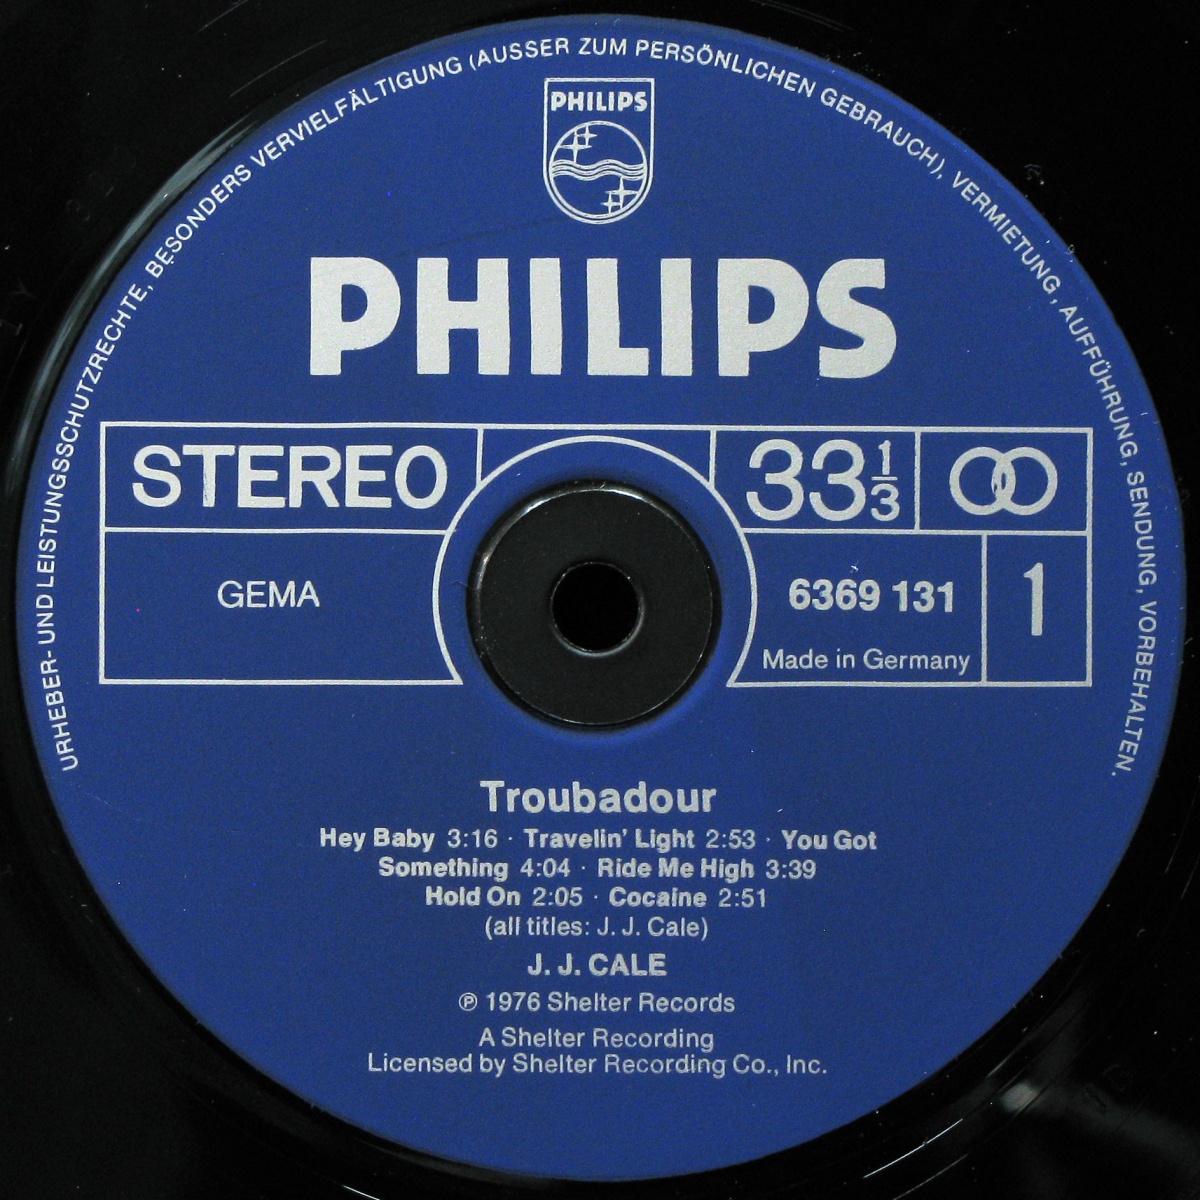 URHEBER- UND LEISTUNGSSCHUTZRECHTE, BESONDERS VERVIELFÄLTIGUNG (AUSSER ZUM PERSÖNLICHEN GEBRAUCH), VERMIETUNG, AUFFÜHRUNG, SENDUNG, VORBEHALTEN.
PHILIPS
PHILIPS
STEREO
33 1/3
GEMA
6369 131
1
Made in Germany
Troubadour
Hey Baby 3:16 · Travelin' Light 2:53 · You Got
Something 4:04 · Ride Me High 3:39
Hold On 2:05 · Cocaine 2:51
(all titles: J. J. Cale)
J. J. CALE
℗ 1976 Shelter Records
A Shelter Recording
Licensed by Shelter Recording Co., Inc.